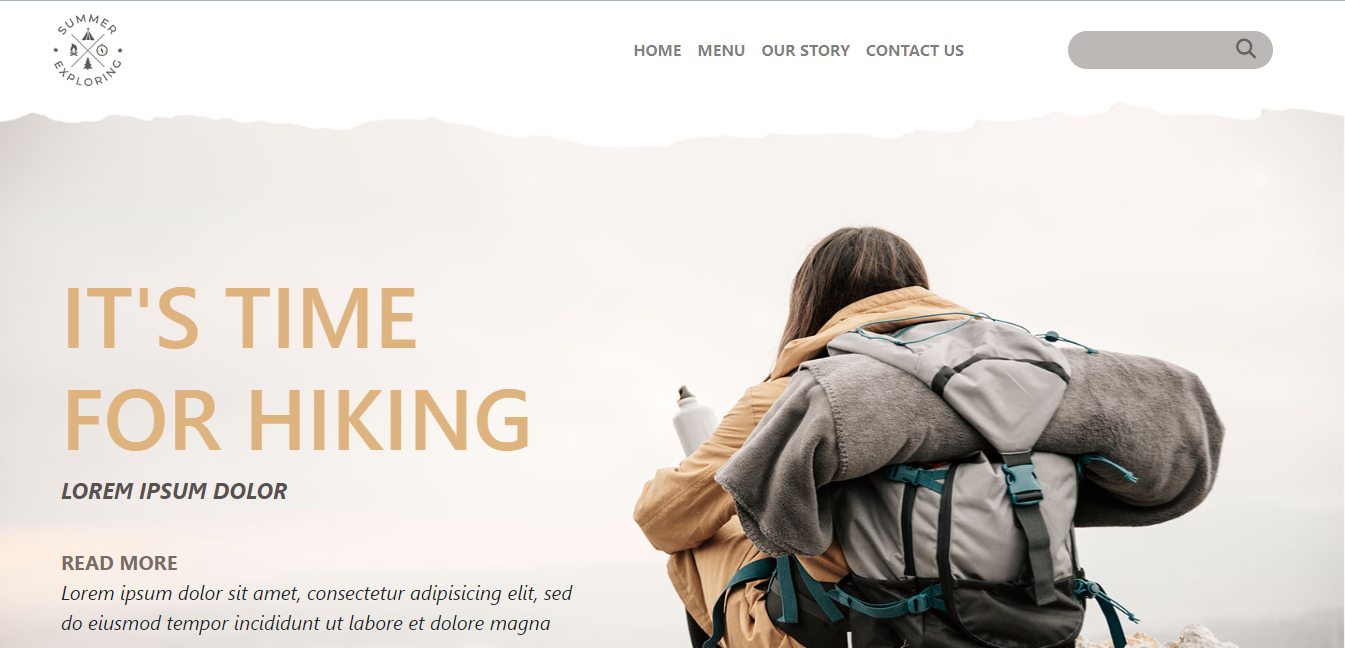 SUMMER
EXPLORING
HOME MENU OUR STORY CONTACT US
IT'S TIME
FOR HIKING
LOREM IPSUM DOLOR
READ MORE
Lorem ipsum dolor sit amet, consectetur adipisicing elit, sed
do eiusmod tempor incididunt ut labore et dolore magna